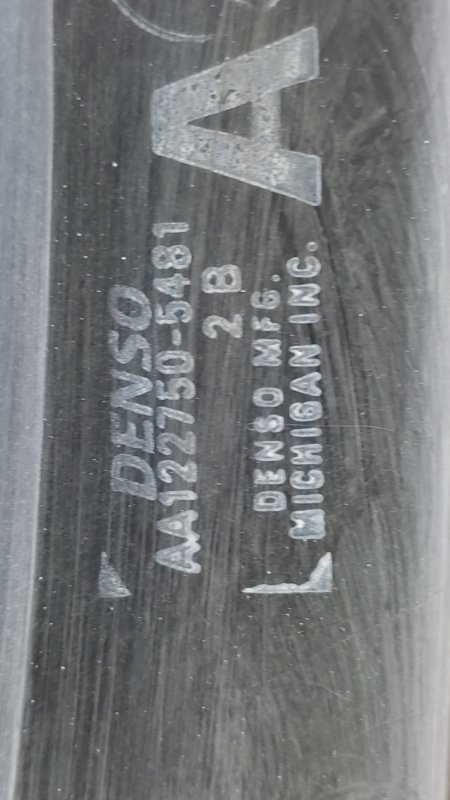 DENSO
AA122750-5481
2 B
A
DENSO MFG.
MICHIGAN INC.